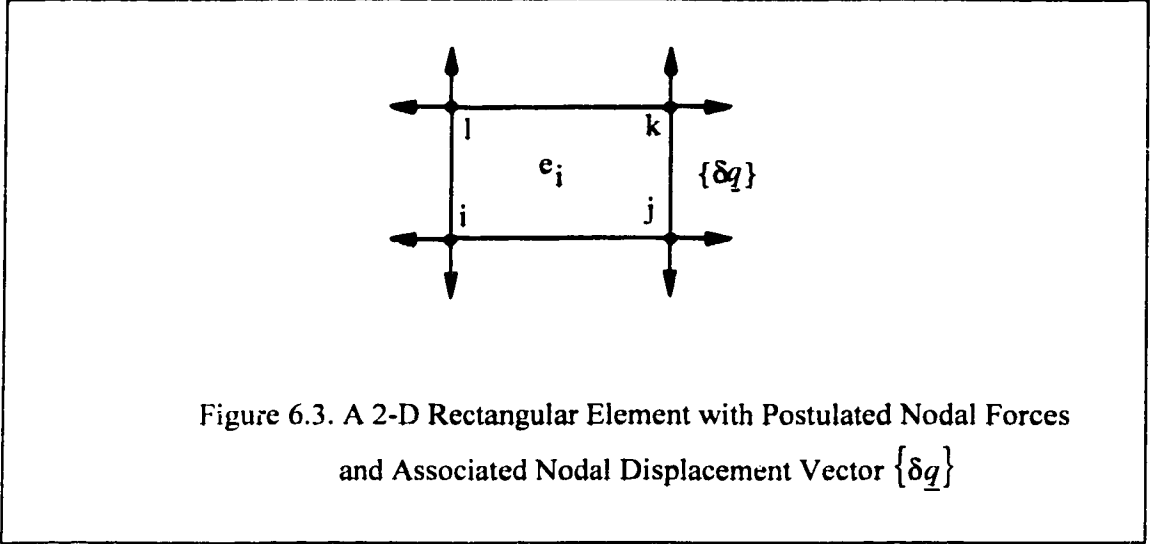 l k
e_i {δq}
i j
Figure 6.3. A 2-D Rectangular Element with Postulated Nodal Forces
and Associated Nodal Displacement Vector {δq}